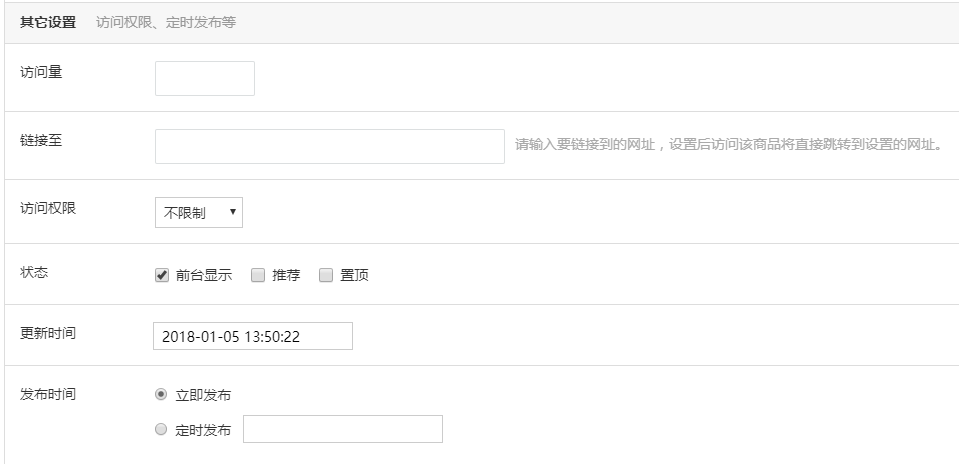 其它设置 访问权限、定时发布等
访问量
链接至 请输入要链接到的网址，设置后访问该商品将直接跳转到设置的网址。
访问权限 不限制
状态 前台显示 推荐 置顶
更新时间 2018-01-05 13:50:22
发布时间 立即发布
定时发布